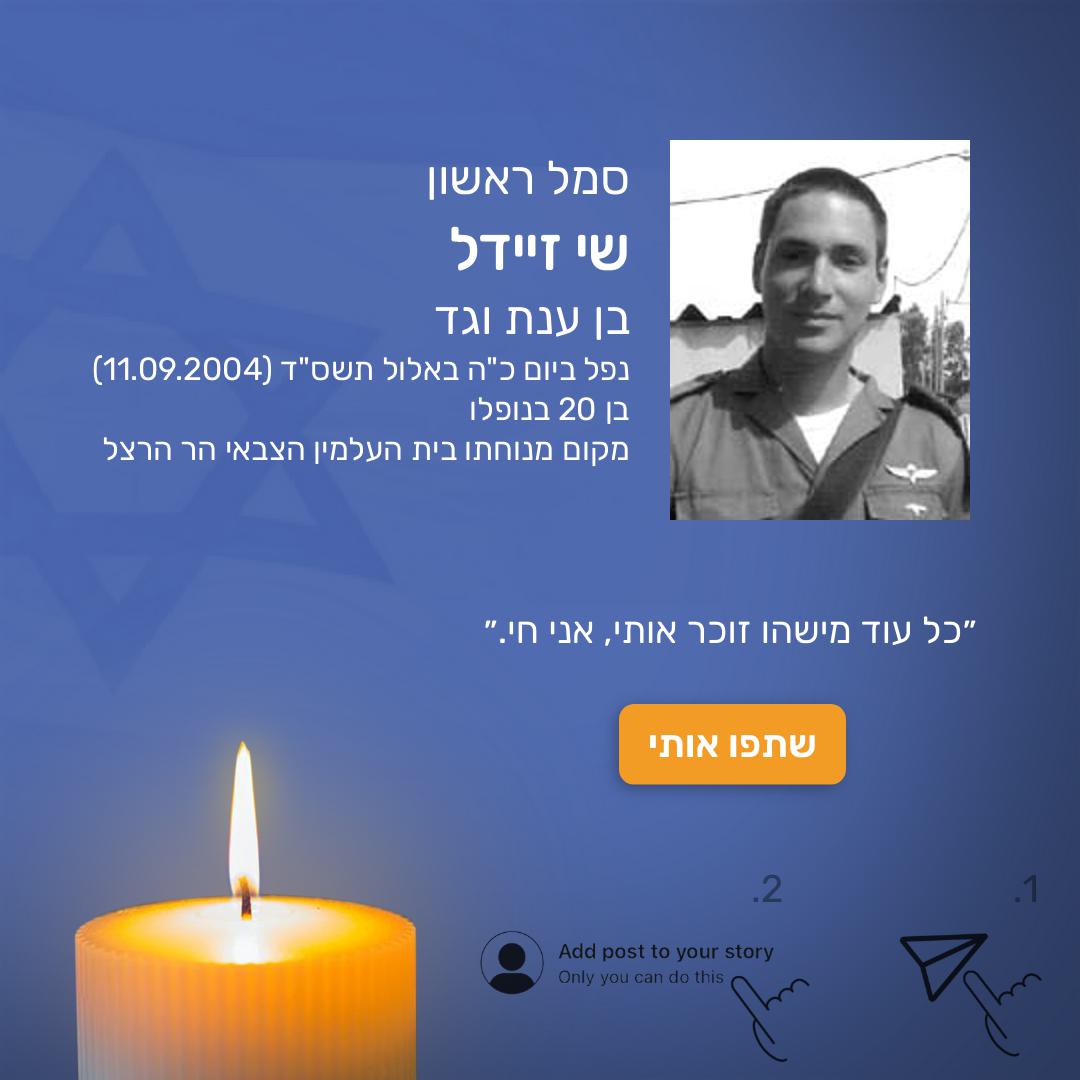 סמל ראשון
שי זיידל
בן ענת וגד
נפל ביום כ"ה באלול תשס"ד (11.09.2004)
בן 20 בנופלו
מקום מנוחתו בית העלמין הצבאי הר הרצל
״כל עוד מישהו זוכר אותי, אני חי.״
שתפו אותי
1.
2.
Add post to your story
Only you can do this